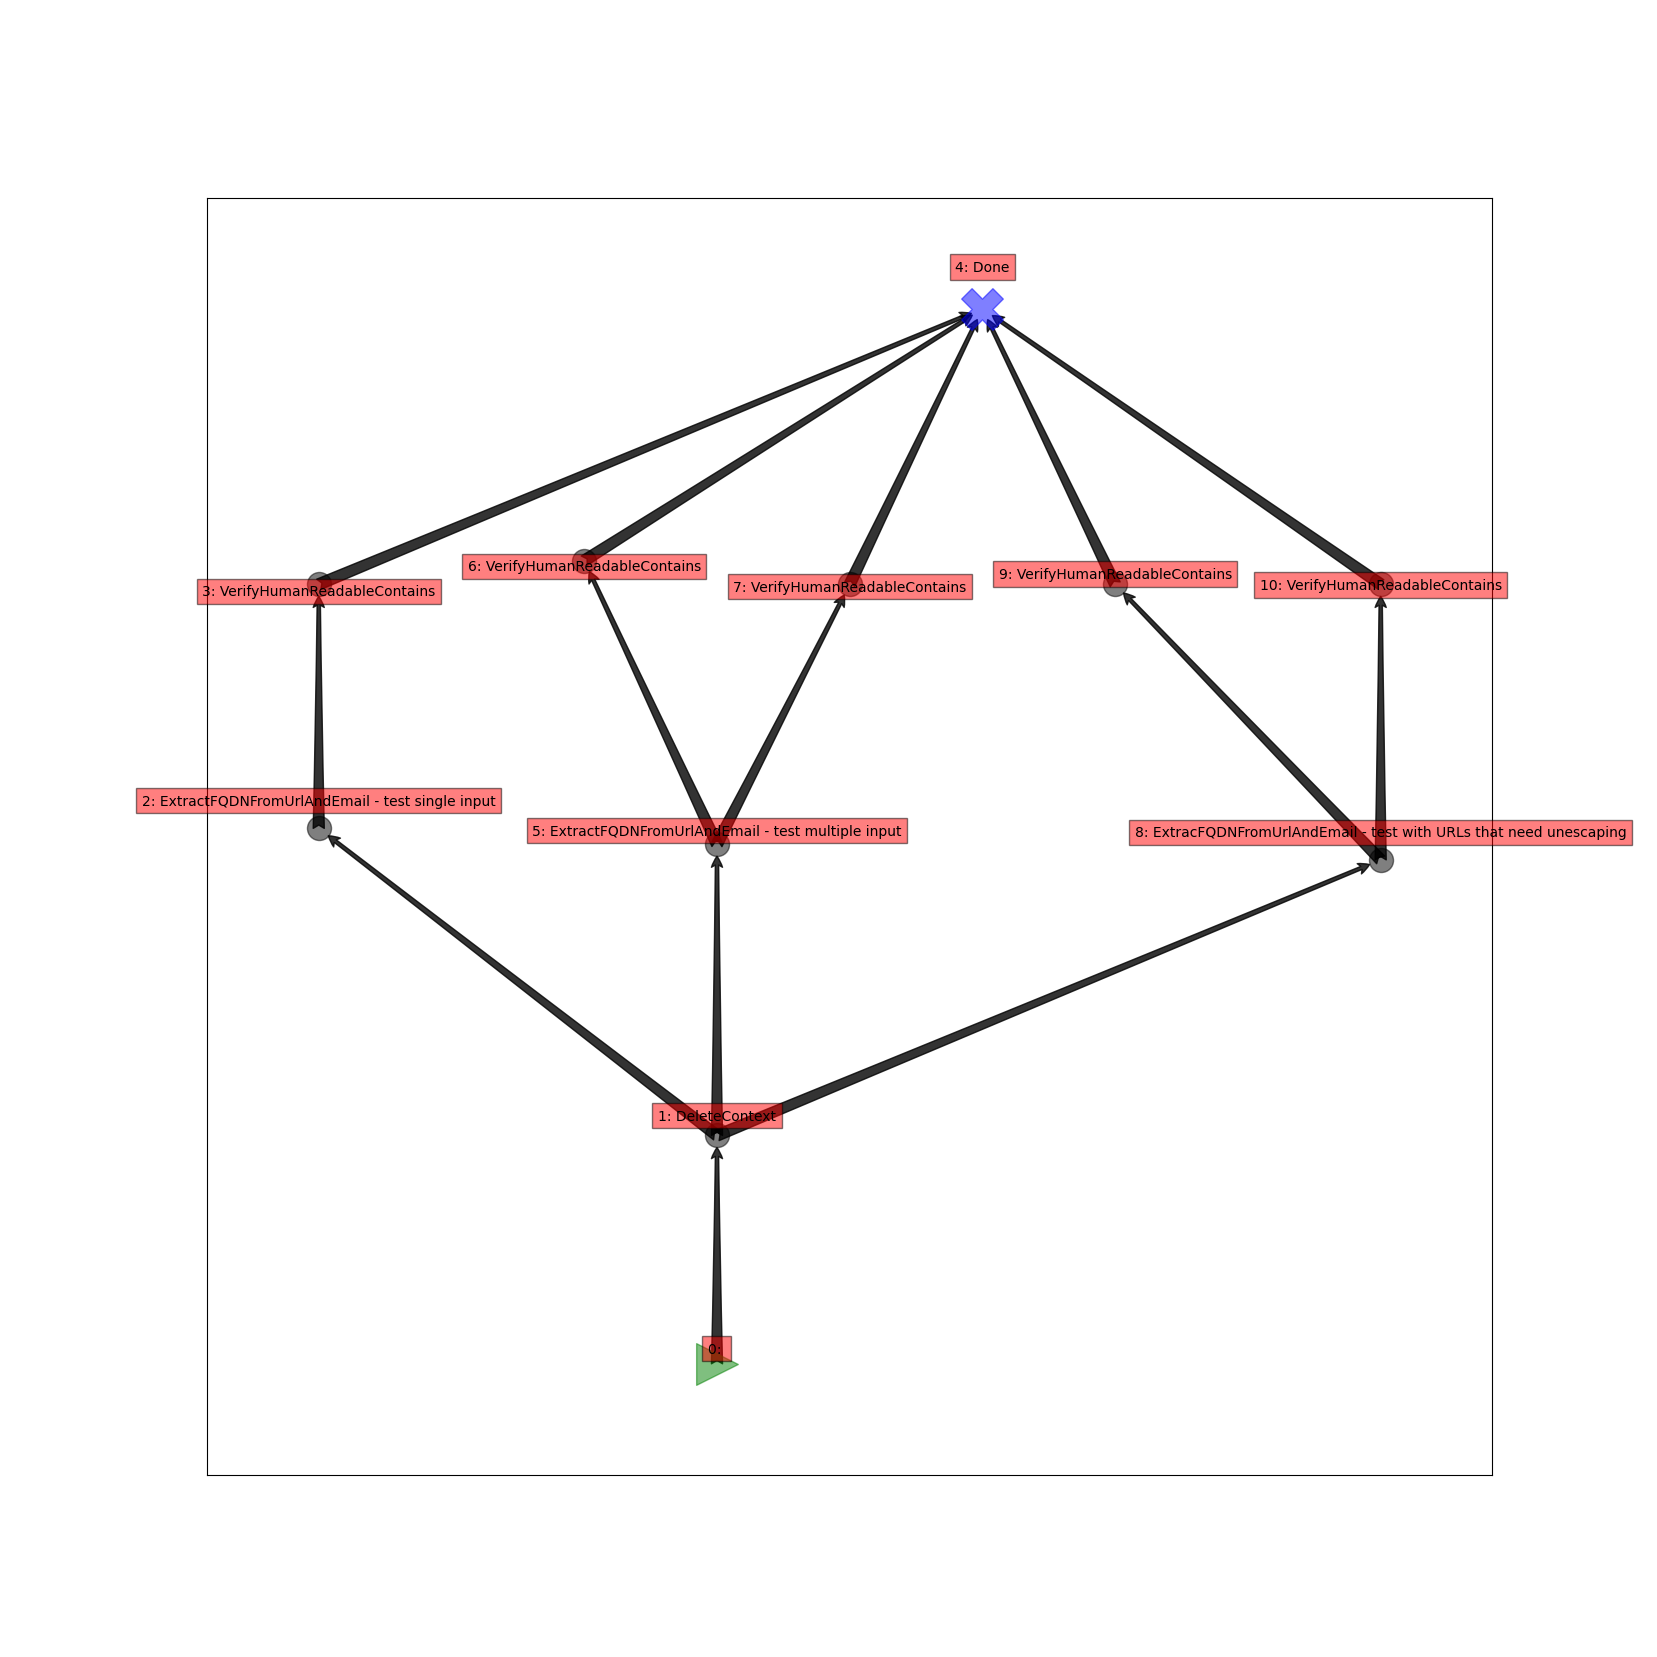 4: Done
6: VerifyHumanReadableContains
9: VerifyHumanReadableContains
3: VerifyHumanReadableContains
7: VerifyHumanReadableContains
10: VerifyHumanReadableContains
2: ExtractFQDNFromUrlAndEmail - test single input
5: ExtractFQDNFromUrlAndEmail - test multiple input
8: ExtracFQDNFromUrlAndEmail - test with URLs that need unescaping
1: DeleteContext
0: